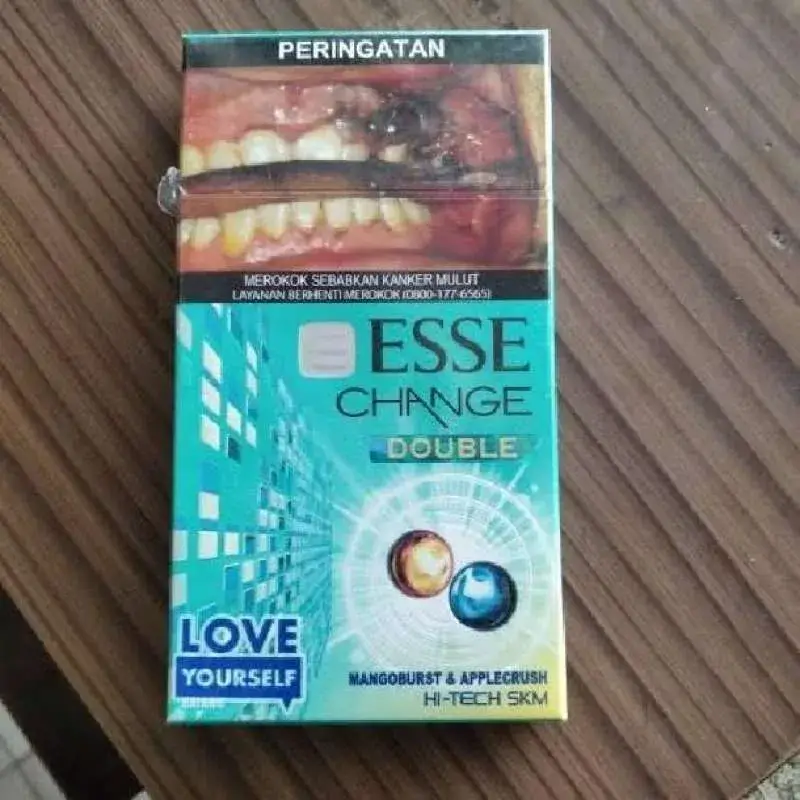 PERINGATAN
MEROKOK SEBABKAN KANKER MULUT
LAYANAN BERHENTI MEROKOK (0800-177-6565)
ESSE
CHANGE
DOUBLE
LOVE
YOURSELF
MANGOBURST & APPLECRUSH
HI-TECH SKM